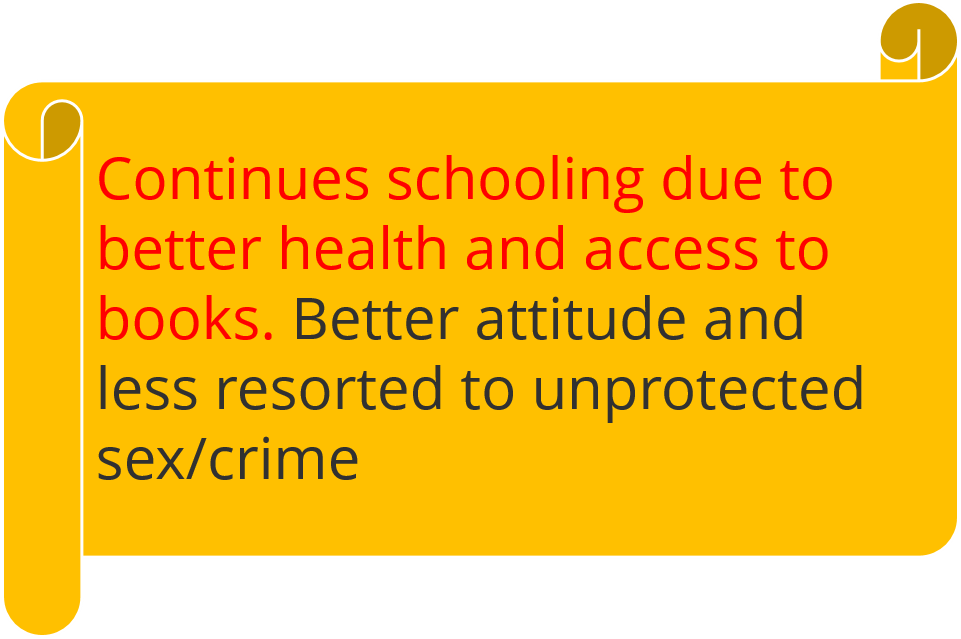 Continues schooling due to
better health and access to
books. Better attitude and
less resorted to unprotected
sex/crime